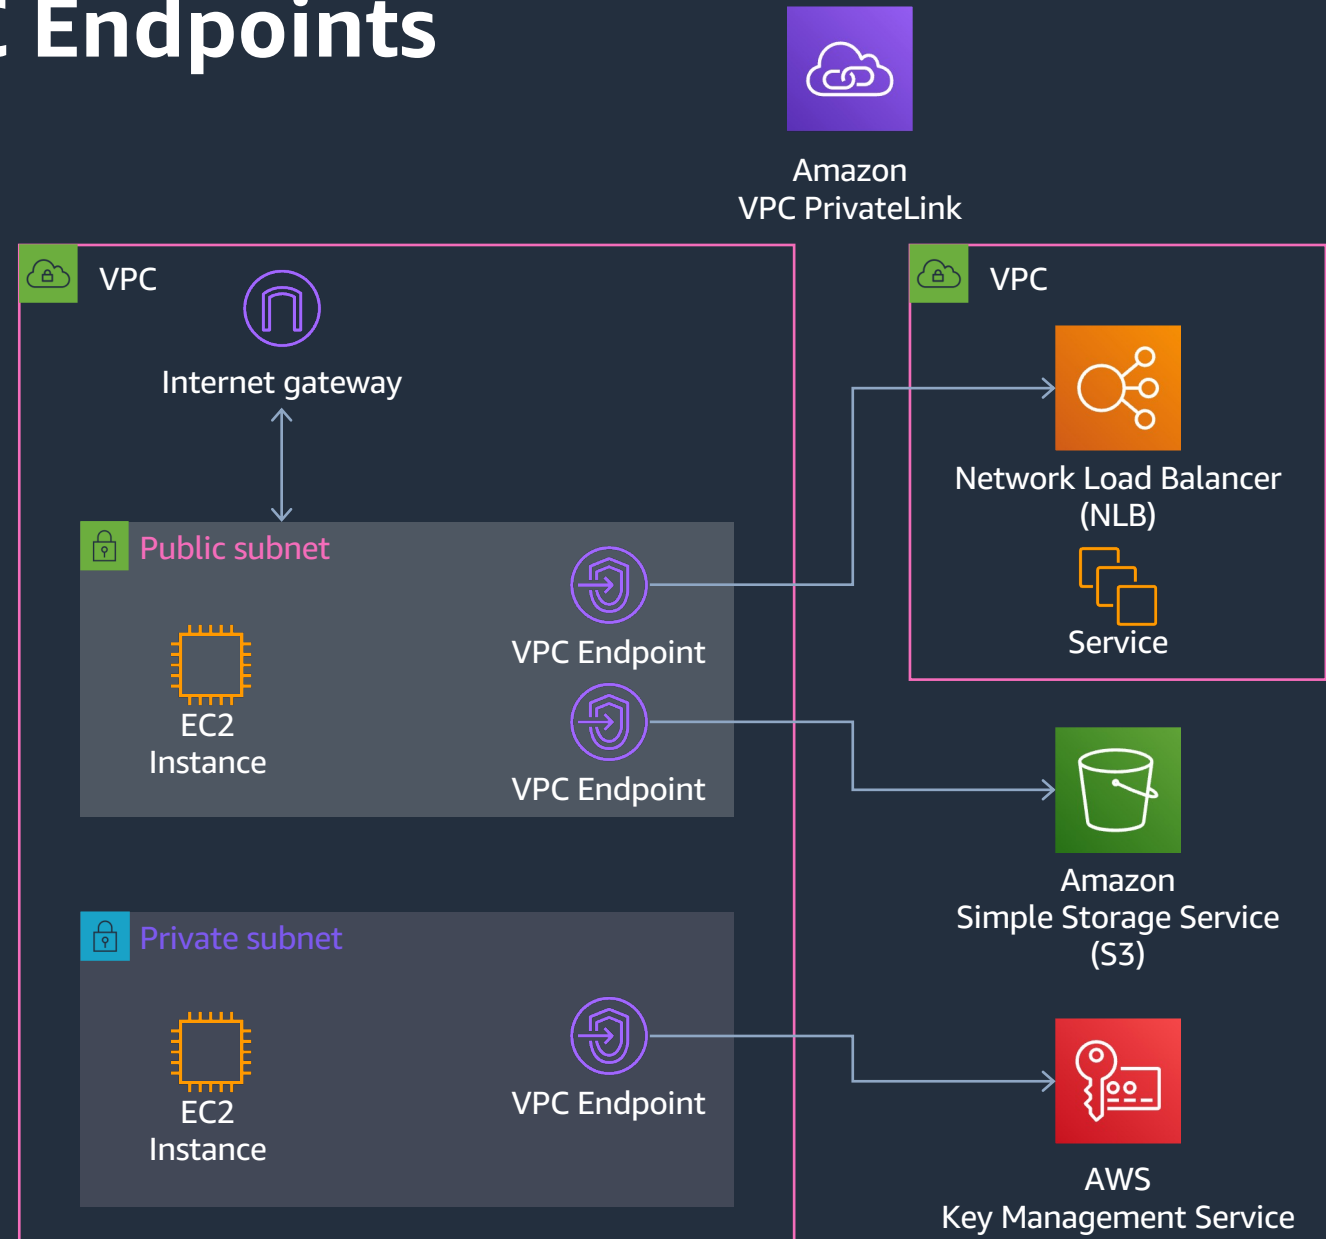 C Endpoints
Amazon
VPC PrivateLink
VPC
Internet gateway
Public subnet
EC2
Instance
VPC Endpoint
VPC Endpoint
Private subnet
EC2
Instance
VPC Endpoint
VPC
Network Load Balancer
(NLB)
Service
Amazon
Simple Storage Service
(S3)
AWS
Key Management Service